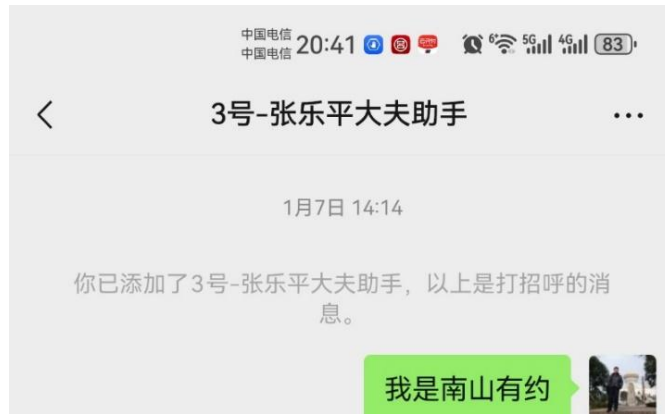 中国电信
中国电信
20:41
5G
4G
83
3号-张乐平大夫助手
1月7日 14:14
你已添加了3号-张乐平大夫助手，以上是打招呼的消
息。
我是南山有约